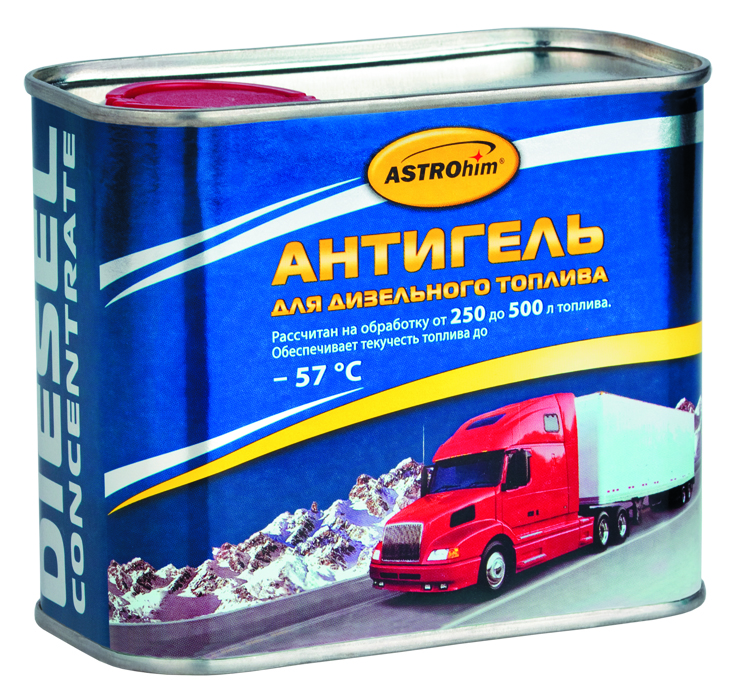 ASTROhim®
АНТИГЕЛЬ
ДЛЯ ДИЗЕЛЬНОГО ТОПЛИВА
Рассчитан на обработку от 250 до 500 л топлива.
Обеспечивает текучесть топлива до
– 57 °С
DIESEL
CONCENTRATE